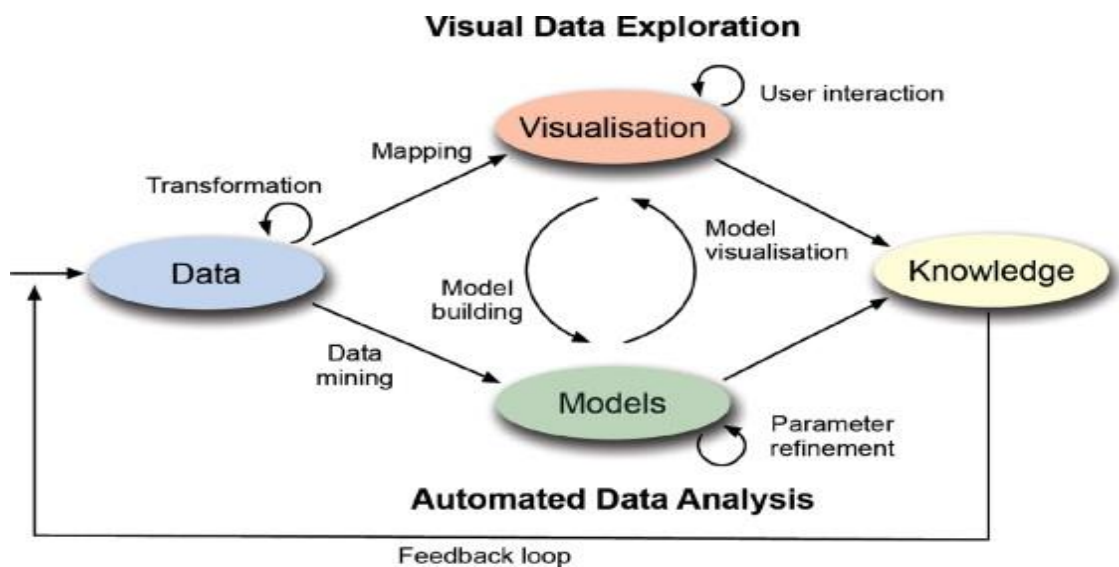 Visual Data Exploration
User interaction
Visualisation
Mapping
Transformation
Model
visualisation
Data
Knowledge
Model
building
Data
mining
Models
Parameter
refinement
Automated Data Analysis
Feedback loop